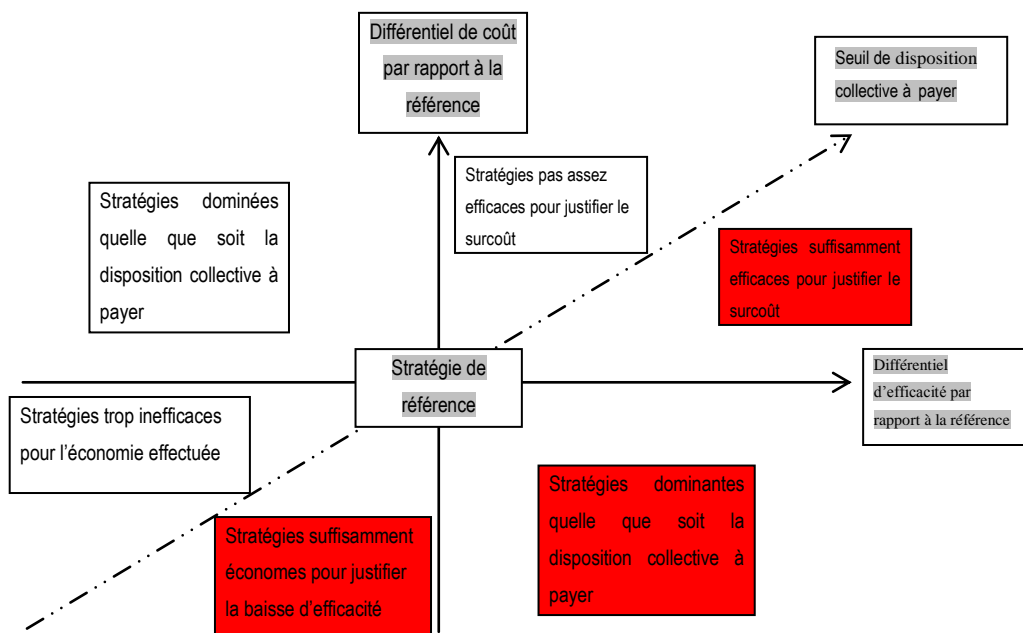 Différentiel de coût
par rapport à la
référence
Seuil de disposition
collective à payer
Stratégies pas assez
efficaces pour justifier le
surcoût
Stratégies dominées
quelle que soit la
disposition collective à
payer
Stratégies suffisamment
efficaces pour justifier le
surcoût
Stratégie de
référence
Différentiel
d'efficacité par
rapport à la référence
Stratégies trop inefficaces
pour l'économie effectuée
Stratégies dominantes
quelle que soit la
disposition collective à
payer
Stratégies suffisamment
économes pour justifier
la baisse d'efficacité